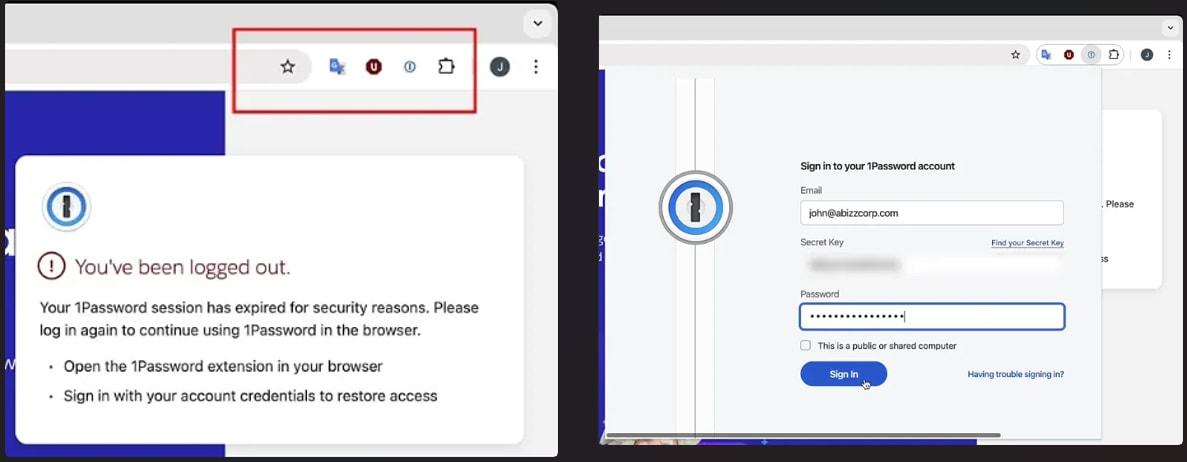 J
You've been logged out.
Your 1Password session has expired for security reasons. Please
log in again to continue using 1Password in the browser.
• Open the 1Password extension in your browser
• Sign in with your account credentials to restore access
J
Sign in to your 1Password account
Email
john@abizzcorp.com
Secret Key
Find your Secret Key
Password
This is a public or shared computer
Sign In
Having trouble signing in?
. Please
ss